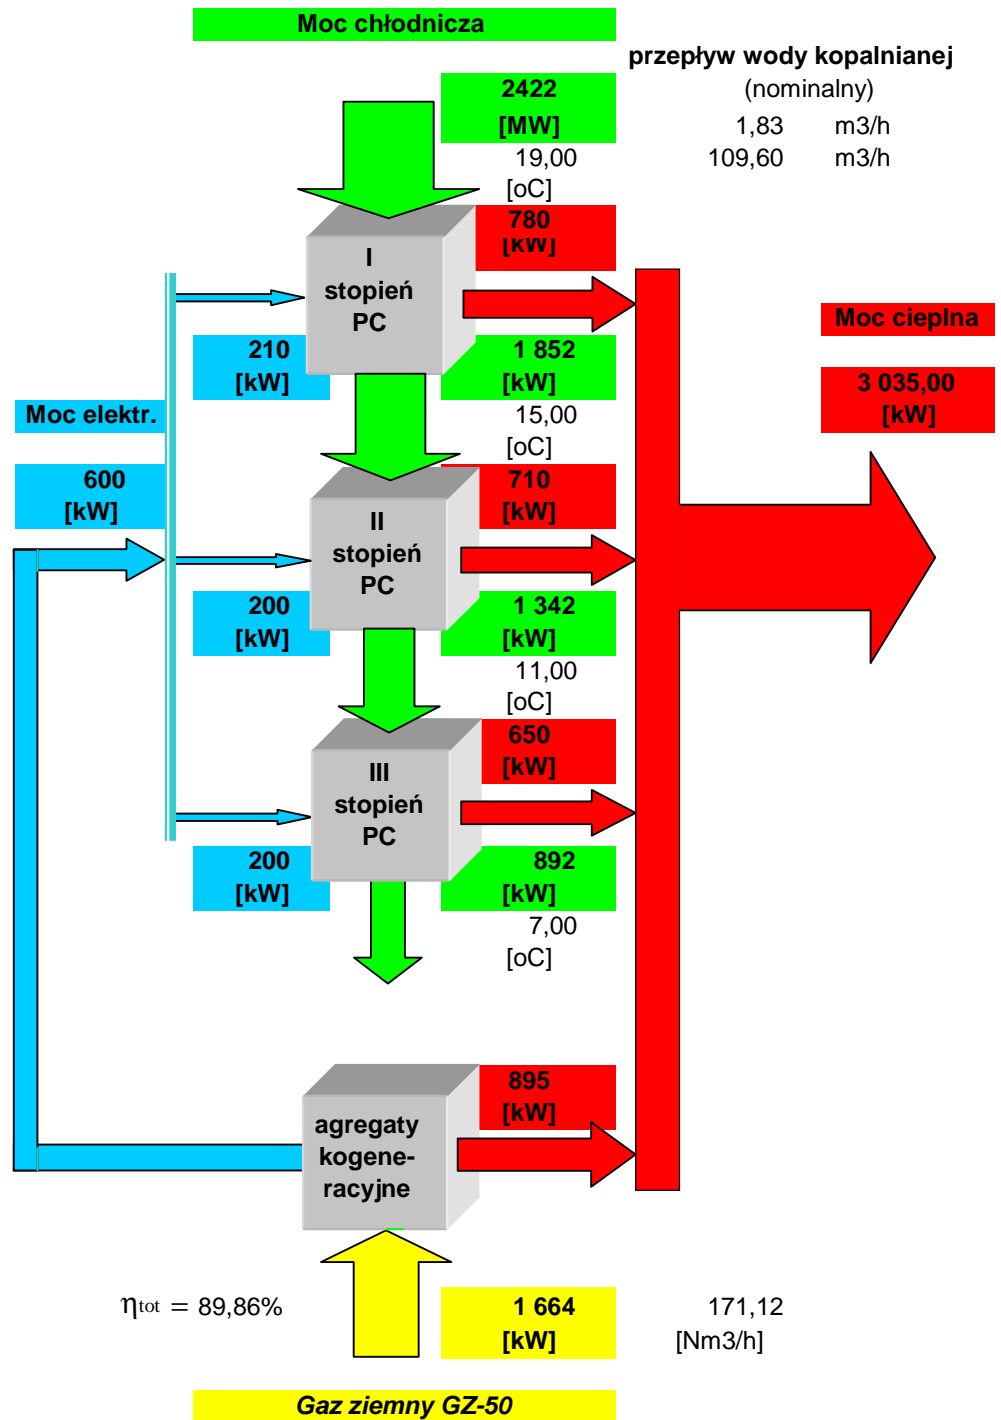 Moc chłodnicza
przepływ wody kopalnianej
(nominalny)
2422
[MW]
1,83 m3/h
109,60 m3/h
19,00
[oC]
780
[kW]
I
stopień
PC
Moc cieplna
3 035,00
[kW]
210
[kW]
1 852
[kW]
15,00
[oC]
Moc elektr.
600
[kW]
710
[kW]
II
stopień
PC
200
[kW]
1 342
[kW]
11,00
[oC]
650
[kW]
III
stopień
PC
200
[kW]
892
[kW]
7,00
[oC]
895
[kW]
agregaty
kogene-
racyjne
ηtot = 89,86%
1 664
[kW]
171,12
[Nm3/h]
Gaz ziemny GZ-50